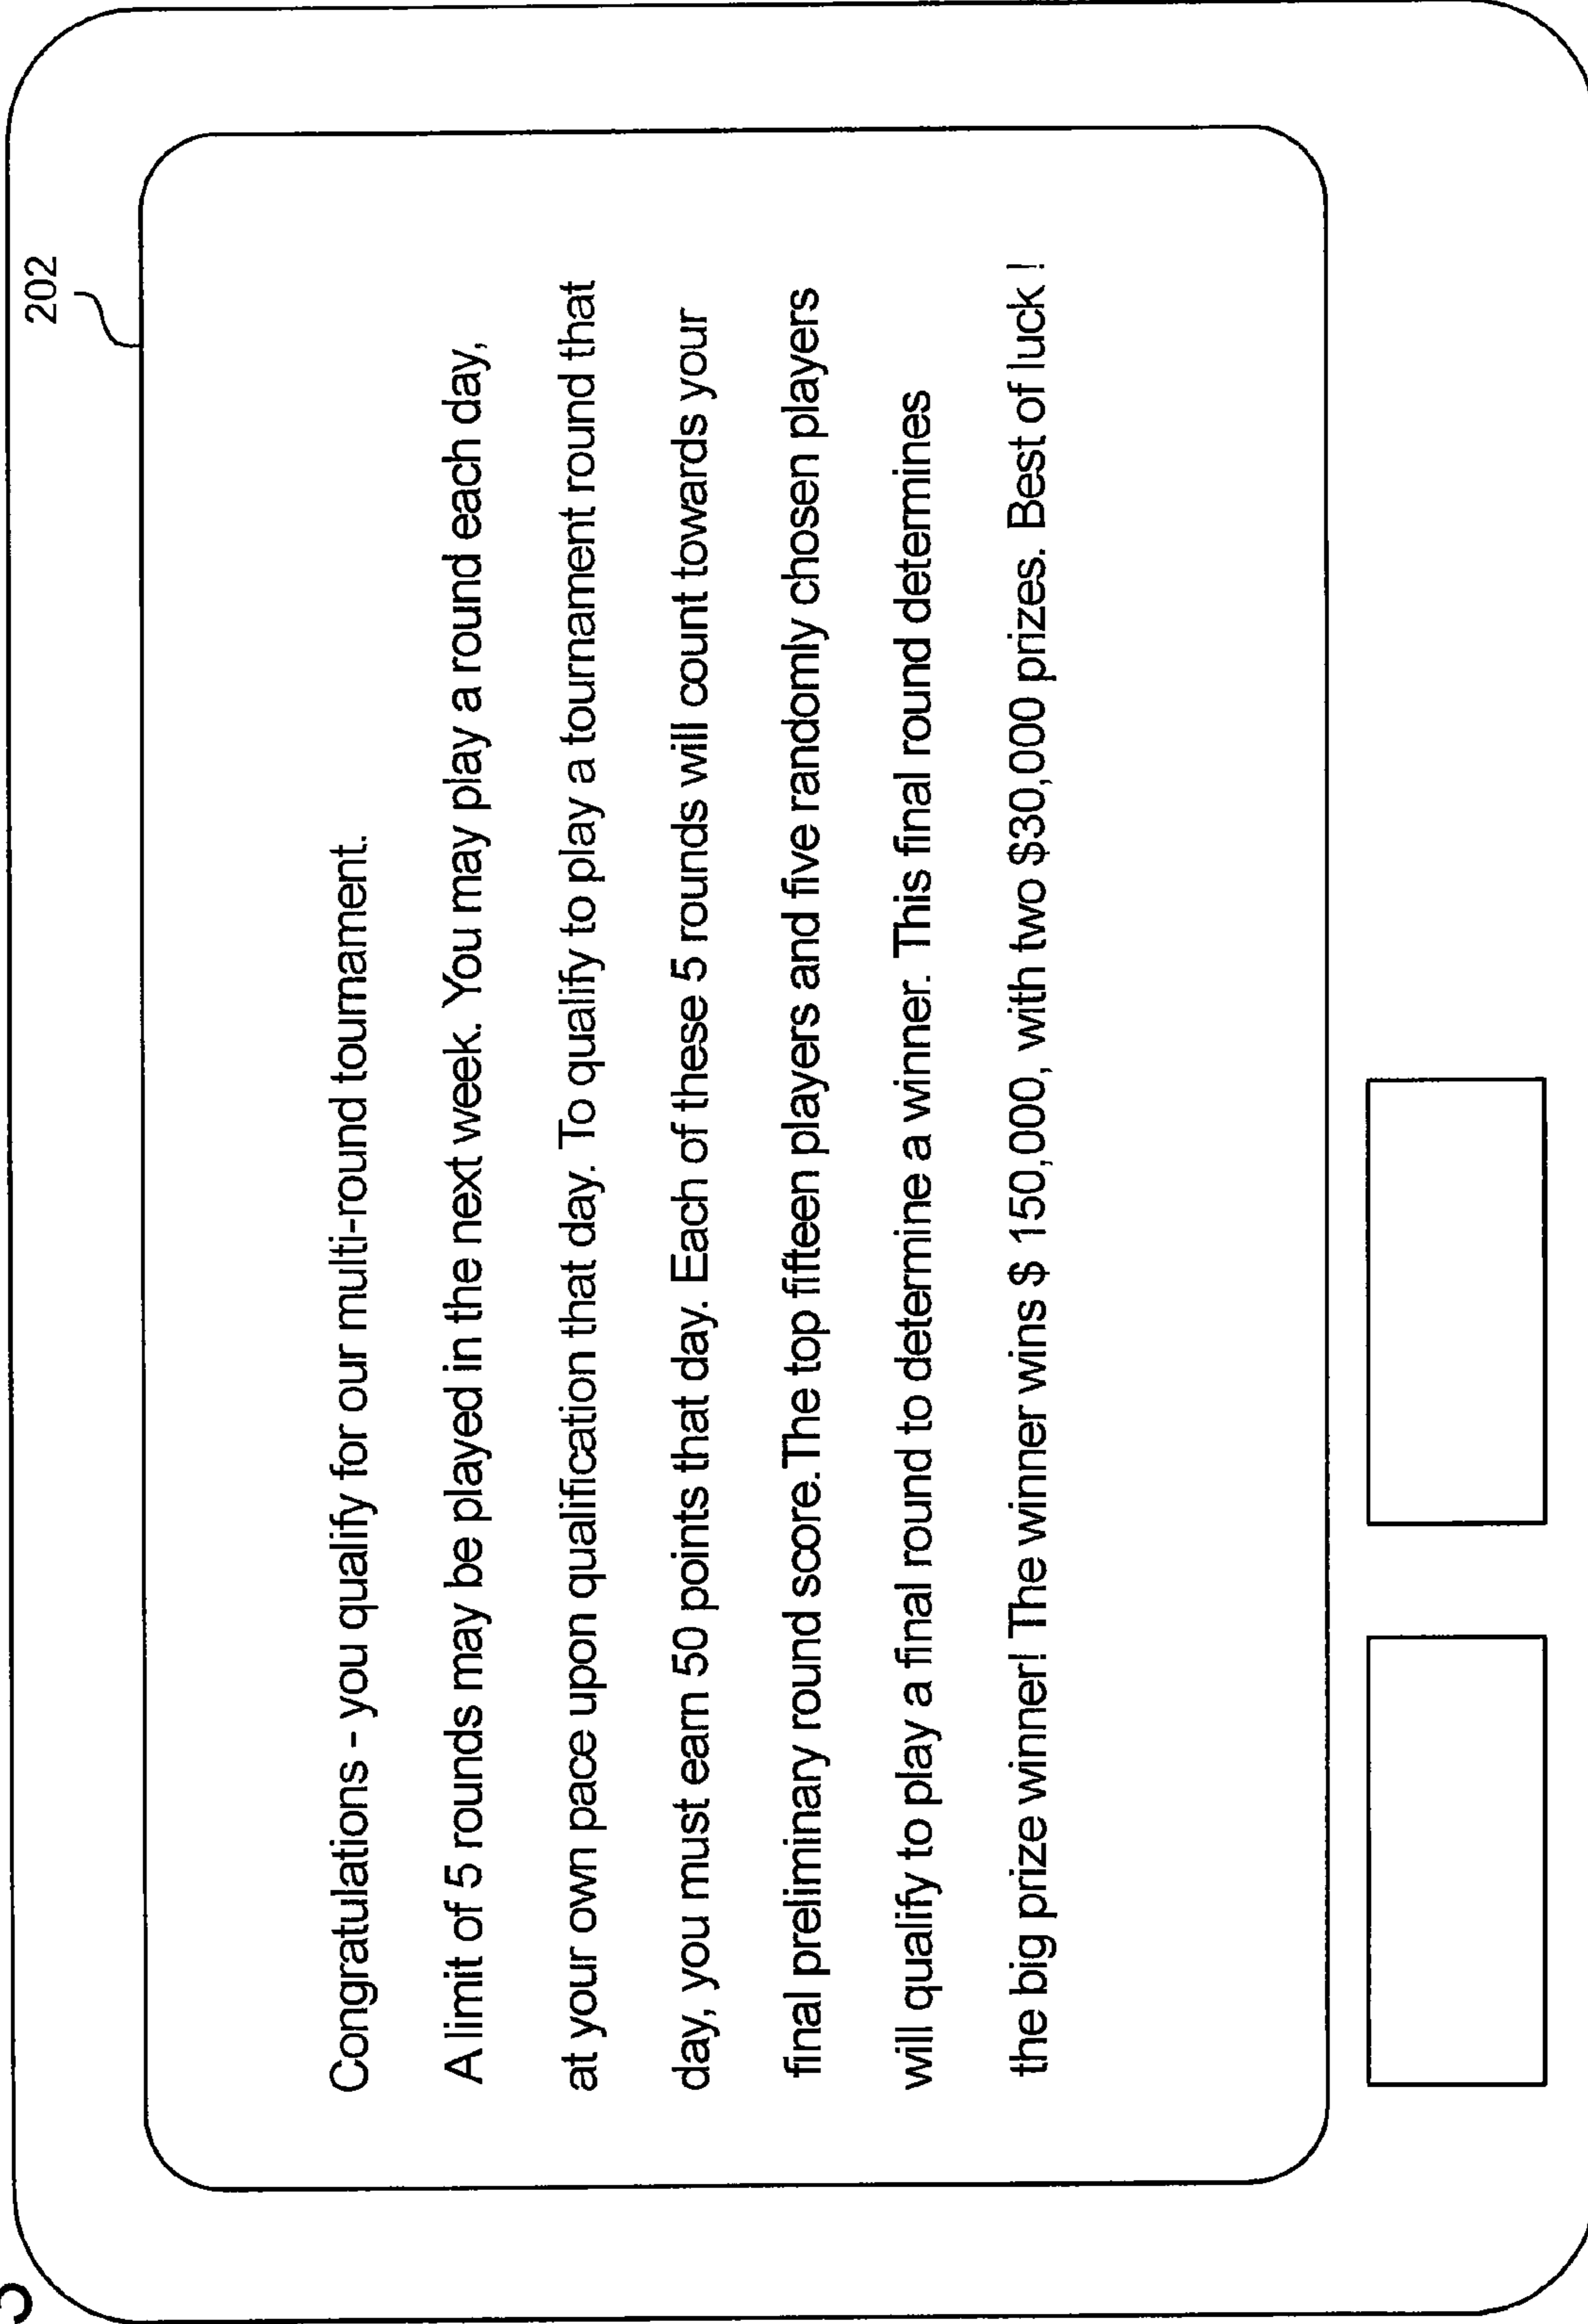 202
Congratulations - you qualify for our multi-round tournament.
A limit of 5 rounds may be played in the next week. You may play a round each day,
at your own pace upon qualification that day. To qualify to play a tournament round that
day, you must earn 50 points that day. Each of these 5 rounds will count towards your
final preliminary round score.The top fifteen players and five randomly chosen players
will qualify to play a final round to determine a winner. This final round determines
the big prize winner! The winner wins $ 150,000, with two $30,000 prizes. Best of luck !